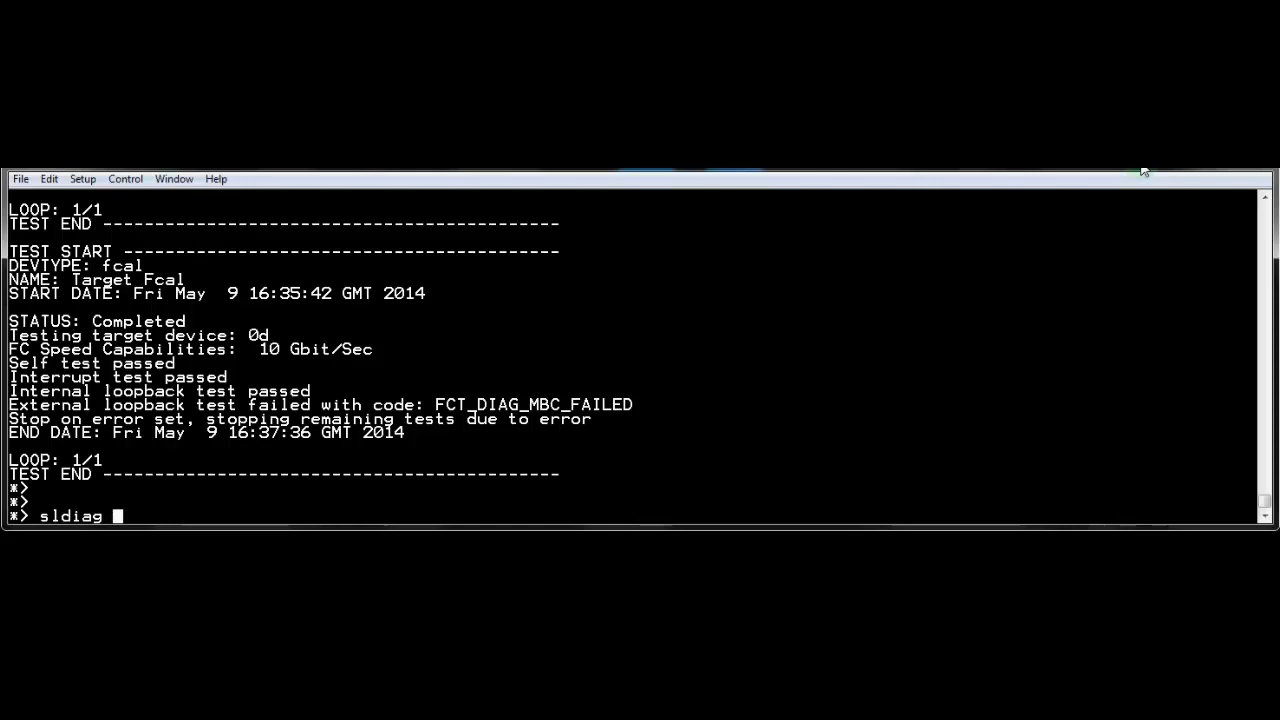 File Edit Setup Control Window Help
LOOP: 1/1
TEST END --------------------------------------------
TEST START ------------------------------------------
DEVTYPE: fcal
NAME: Target_Fcal
START DATE: Fri May  9 16:35:42 GMT 2014
STATUS: Completed
Testing target device: 0d
FC Speed Capabilities:  10 Gbit/Sec
Self test passed
Interrupt test passed
Internal loopback test passed
External loopback test failed with code: FCT_DIAG_MBC_FAILED
Stop on error set, stopping remaining tests due to error
END DATE: Fri May  9 16:37:36 GMT 2014
LOOP: 1/1
TEST END --------------------------------------------
*>
*>
*> sldiag